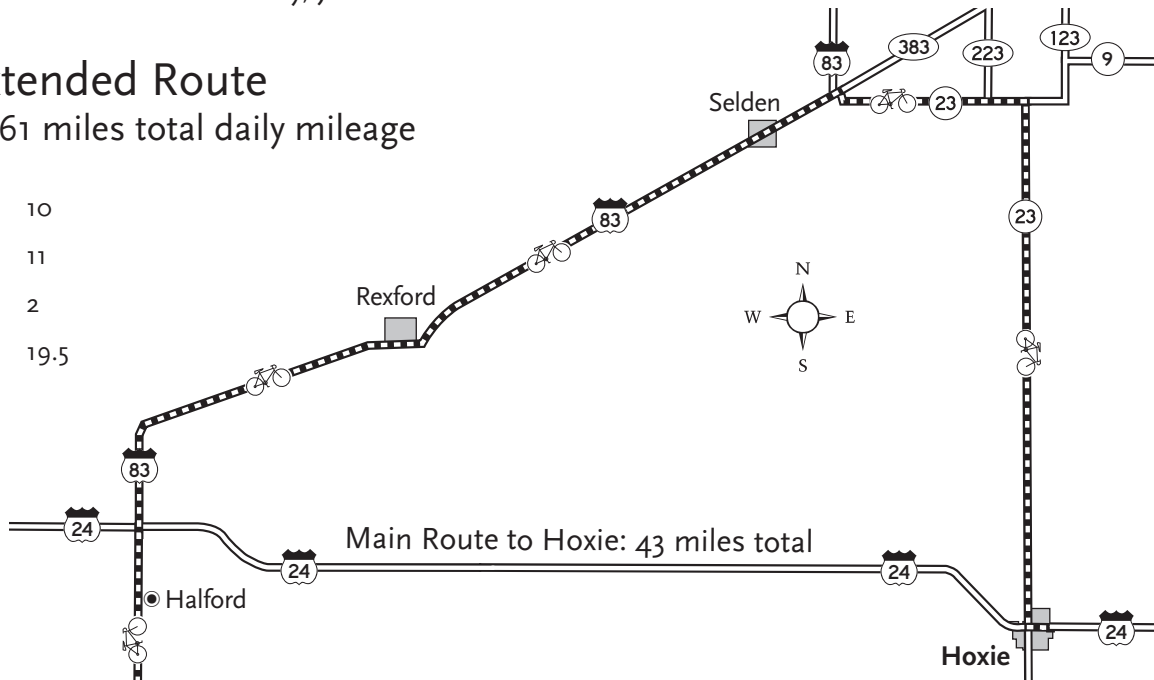 tended Route
61 miles total daily mileage
10
11
2
19.5
83
383
223
123
9
Selden
23
83
23
Rexford
N
W
E
S
83
24
Main Route to Hoxie: 43 miles total
24
24
Halford
24
Hoxie